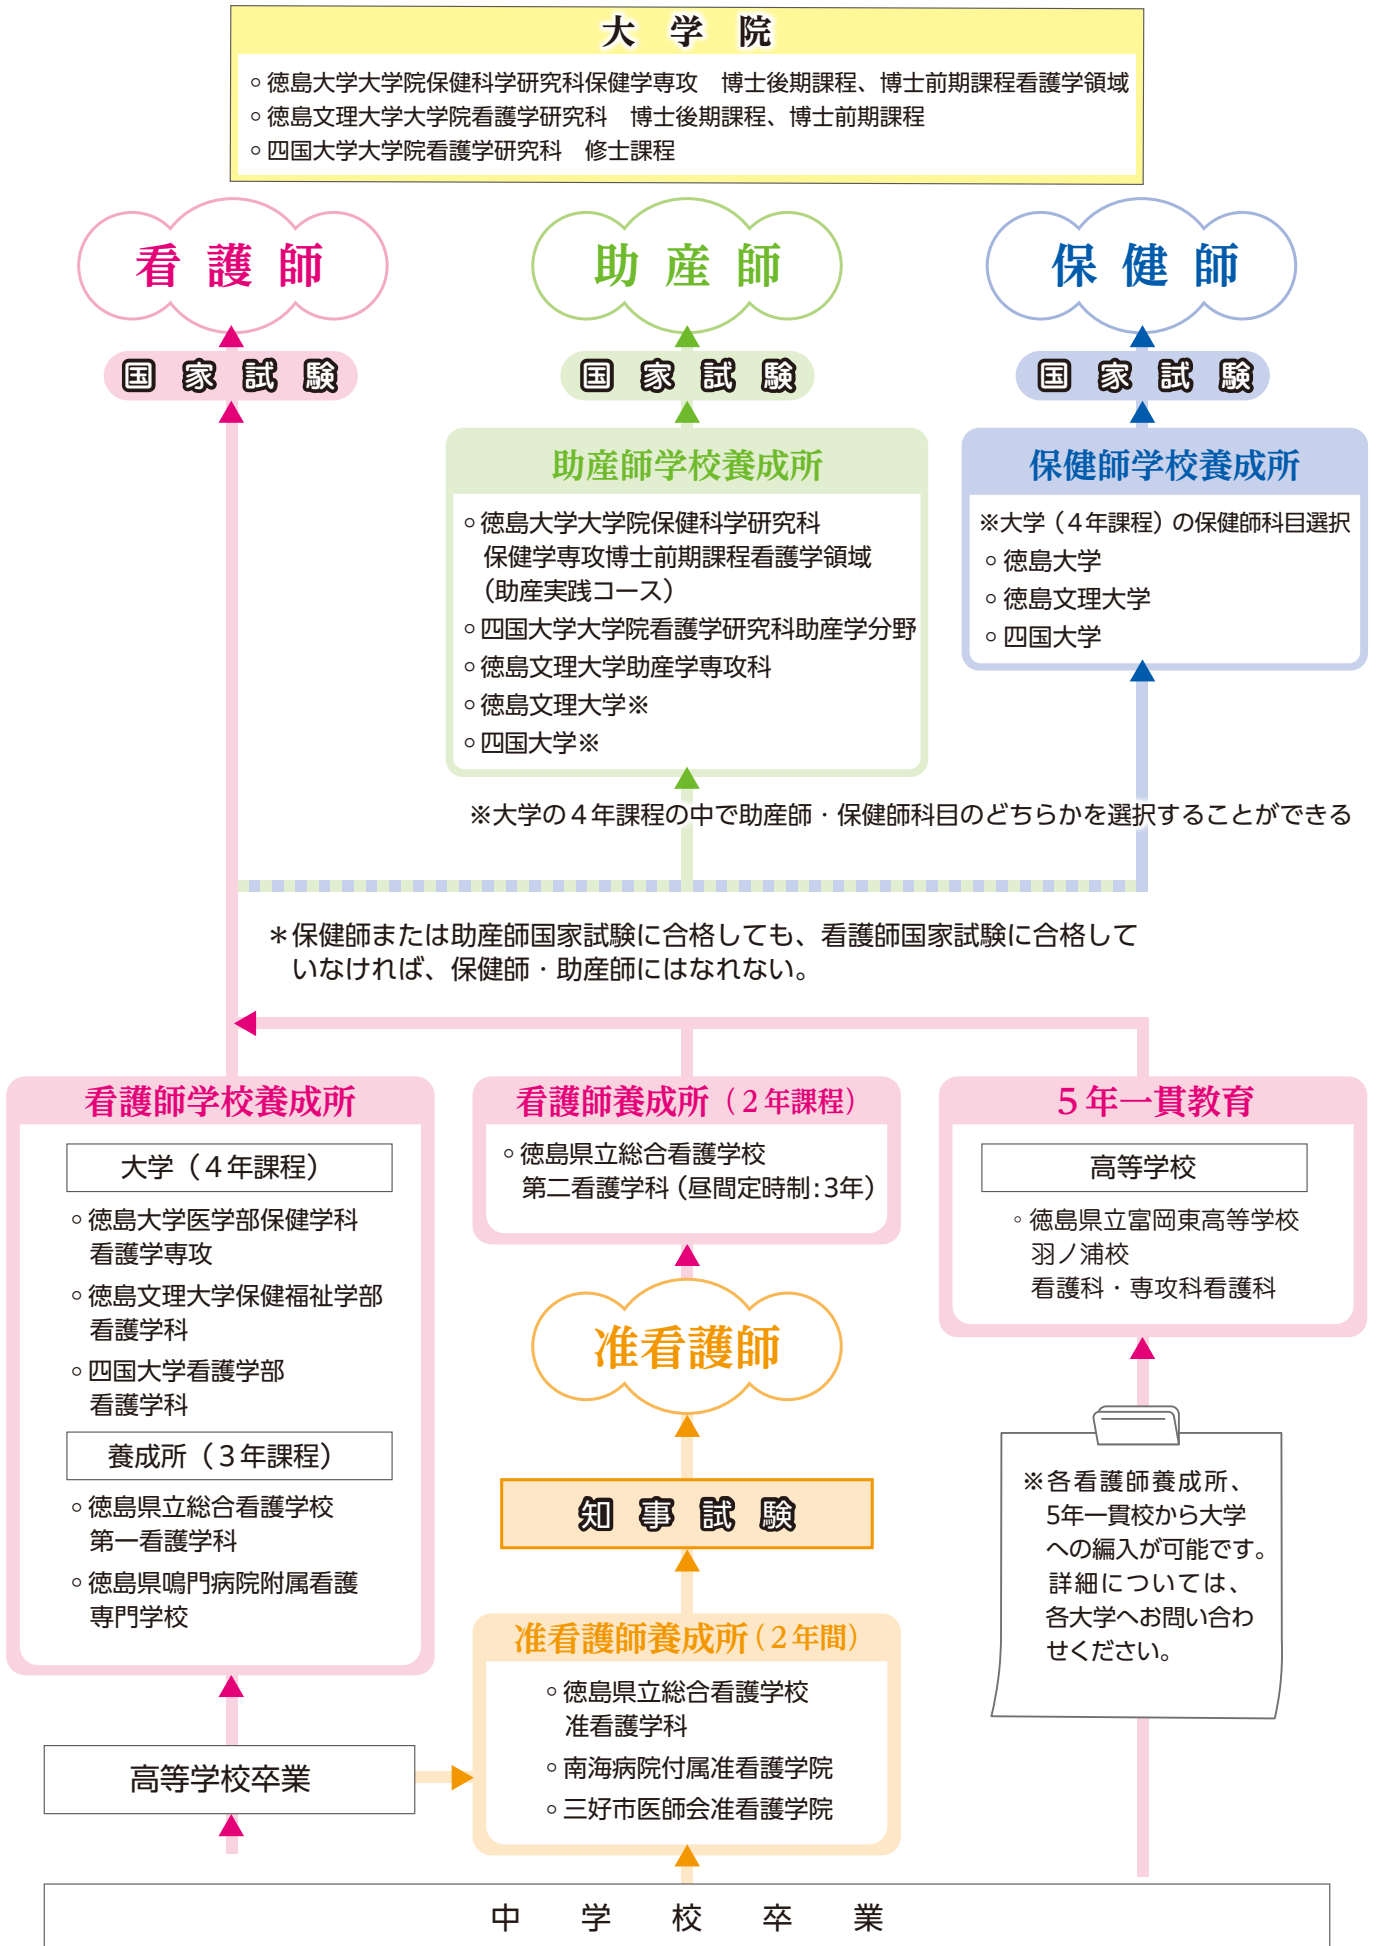 大学院
○徳島大学大学院保健科学研究科保健学専攻　博士後期課程、博士前期課程看護学領域
○徳島文理大学大学院看護学研究科　博士後期課程、博士前期課程
○四国大学大学院看護学研究科　修士課程
看護師
助産師
保健師
国家試験
国家試験
国家試験
助産師学校養成所
○徳島大学大学院保健科学研究科
保健学専攻博士前期課程看護学領域
（助産実践コース）
○四国大学大学院看護学研究科助産学分野
○徳島文理大学助産学専攻科
○徳島文理大学※
○四国大学※
保健師学校養成所
※大学（４年課程）の保健師科目選択
○徳島大学
○徳島文理大学
○四国大学
※大学の４年課程の中で助産師・保健師科目のどちらかを選択することができる
＊保健師または助産師国家試験に合格しても、看護師国家試験に合格して
いなければ、保健師・助産師にはなれない。
看護師学校養成所
大学（４年課程）
○徳島大学医学部保健学科
看護学専攻
○徳島文理大学保健福祉学部
看護学科
○四国大学看護学部
看護学科
養成所（３年課程）
○徳島県立総合看護学校
第一看護学科
○徳島県鳴門病院附属看護
専門学校
看護師養成所（２年課程）
○徳島県立総合看護学校
第二看護学科（昼間定時制：3年）
５年一貫教育
高等学校
○徳島県立富岡東高等学校
羽ノ浦校
看護科・専攻科看護科
准看護師
知事試験
准看護師養成所（２年間）
○徳島県立総合看護学校
准看護学科
○南海病院付属准看護学院
○三好市医師会准看護学院
※各看護師養成所、
5年一貫校から大学
への編入が可能です。
詳細については、
各大学へお問い合わ
せください。
高等学校卒業
中学校卒業